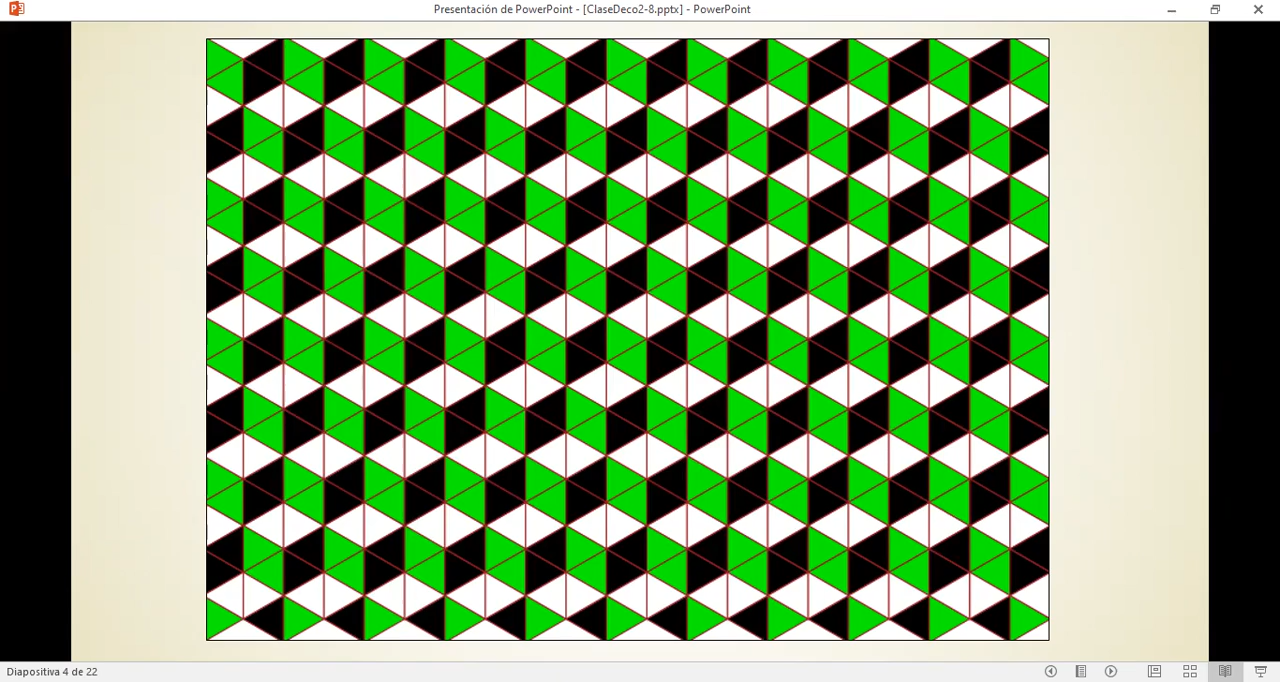 Presentación de PowerPoint - [ClaseDeco2-8.pptx] - PowerPoint
Diapositiva 4 de 22